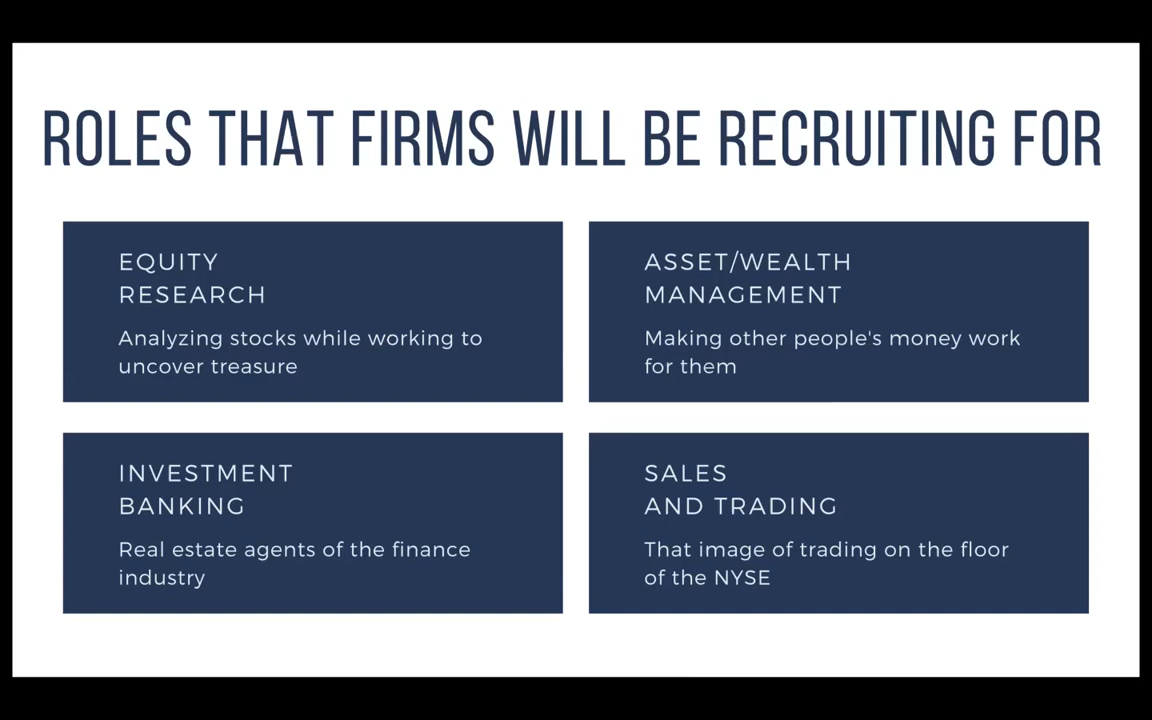 ROLES THAT FIRMS WILL BE RECRUITING FOR
EQUITY
RESEARCH
Analyzing stocks while working to
uncover treasure
ASSET/WEALTH
MANAGEMENT
Making other people's money work
for them
INVESTMENT
BANKING
Real estate agents of the finance
industry
SALES
AND TRADING
That image of trading on the floor
of the NYSE